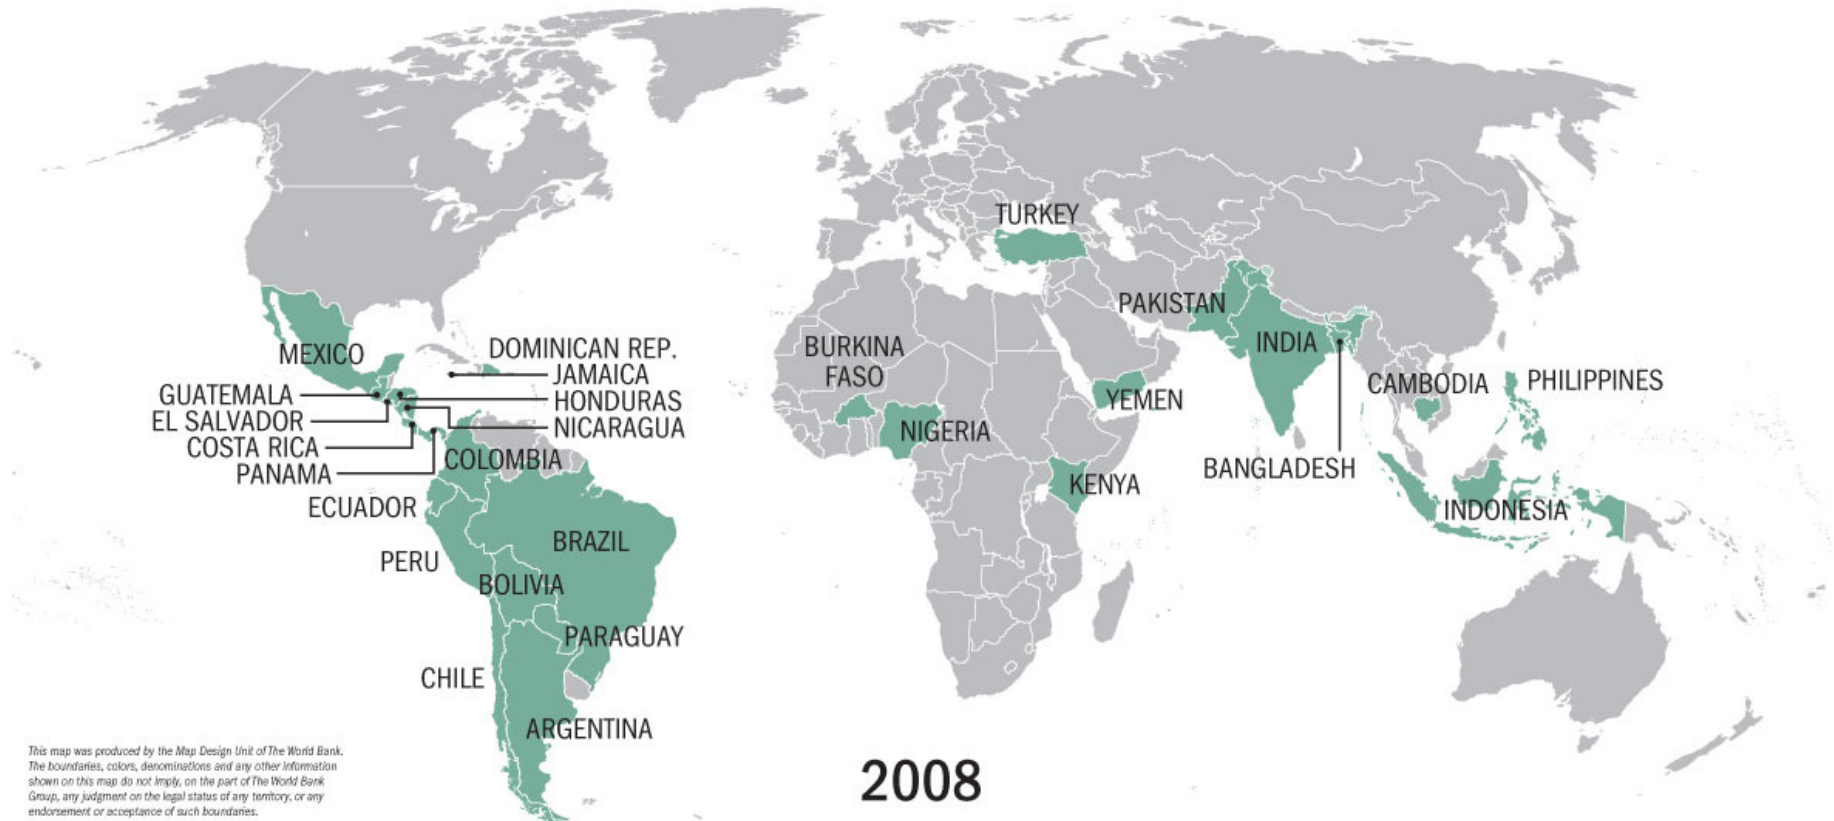 TURKEY
PAKISTAN
INDIA
MEXICO
DOMINICAN REP.
JAMAICA
GUATEMALA
HONDURAS
EL SALVADOR
NICARAGUA
COSTA RICA
PANAMA
COLOMBIA
ECUADOR
BRAZIL
PERU
BOLIVIA
PARAGUAY
CHILE
ARGENTINA
BURKINA
FASO
NIGERIA
YEMEN
KENYA
BANGLADESH
CAMBODIA
PHILIPPINES
INDONESIA
This map was produced by the Map Design Unit of The World Bank.
The boundaries, colors, denominations and any other information
shown on this map do not imply, on the part of The World Bank
Group, any judgment on the legal status of any territory, or any
endorsement or acceptance of such boundaries.
2008